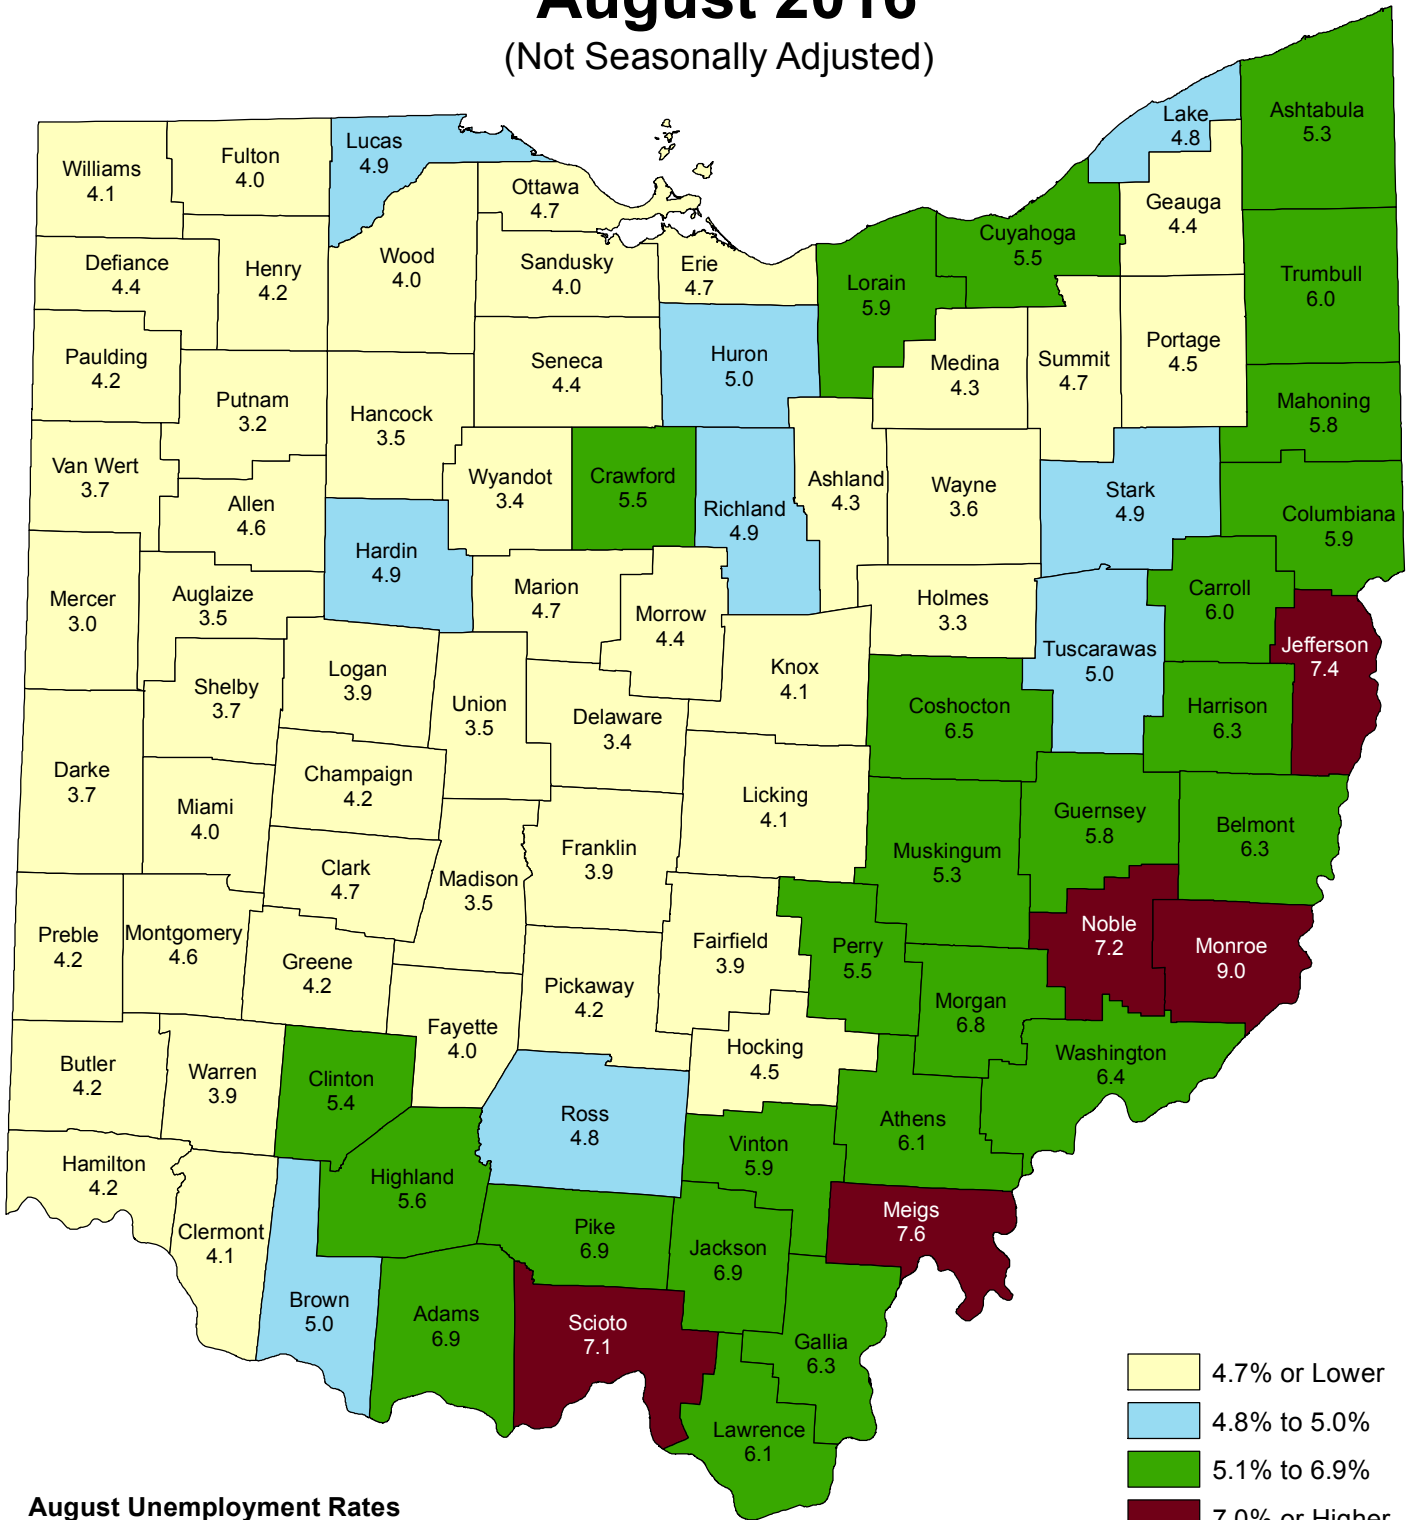 August 2016
(Not Seasonally Adjusted)
Lake
4.8
Ashtabula
5.3
Lucas
4.9
Fulton
4.0
Williams
4.1
Ottawa
4.7
Geauga
4.4
Cuyahoga
5.5
Wood
4.0
Sandusky
4.0
Erie
4.7
Defiance
4.4
Henry
4.2
Lorain
5.9
Trumbull
6.0
Portage
4.5
Huron
5.0
Paulding
4.2
Seneca
4.4
Medina
4.3
Summit
4.7
Putnam
3.2
Hancock
3.5
Mahoning
5.8
Van Wert
3.7
Wyandot
3.4
Crawford
5.5
Ashland
4.3
Wayne
3.6
Stark
4.9
Allen
4.6
Richland
4.9
Columbiana
5.9
Hardin
4.9
Mercer
3.0
Auglaize
3.5
Marion
4.7
Morrow
4.4
Holmes
3.3
Carroll
6.0
Jefferson
7.4
Tuscarawas
5.0
Logan
3.9
Knox
4.1
Shelby
3.7
Union
3.5
Delaware
3.4
Coshocton
6.5
Harrison
6.3
Darke
3.7
Champaign
4.2
Licking
4.1
Miami
4.0
Guernsey
5.8
Belmont
6.3
Franklin
3.9
Muskingum
5.3
Clark
4.7
Madison
3.5
Noble
7.2
Monroe
9.0
Preble
4.2
Montgomery
4.6
Fairfield
3.9
Perry
5.5
Greene
4.2
Pickaway
4.2
Morgan
6.8
Fayette
4.0
Hocking
4.5
Washington
6.4
Butler
4.2
Warren
3.9
Clinton
5.4
Ross
4.8
Athens
6.1
Vinton
5.9
Hamilton
4.2
Highland
5.6
Meigs
7.6
Clermont
4.1
Pike
6.9
Jackson
6.9
Brown
5.0
Adams
6.9
Scioto
7.1
Gallia
6.3
Lawrence
6.1
4.7% or Lower
4.8% to 5.0%
5.1% to 6.9%
7.0% or Higher
August Unemployment Rates